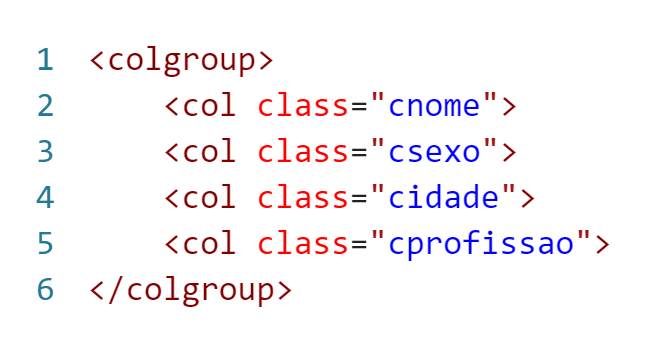 1 <colgroup>
2     <col class="cnome">
3     <col class="csexo">
4     <col class="cidade">
5     <col class="cprofissao">
6 </colgroup>